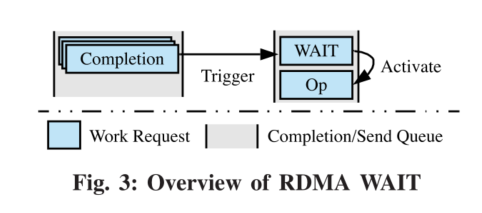 Completion
WAIT
Trigger
Activate
Op
Work Request
Completion/Send Queue
Fig. 3: Overview of RDMA WAIT